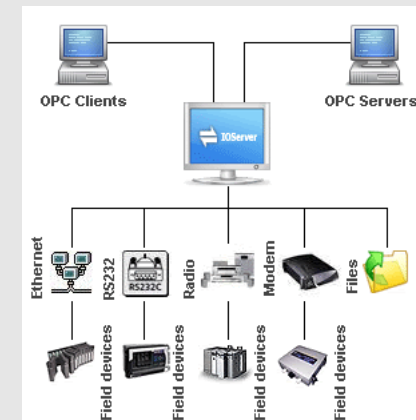 OPC Clients
OPC Servers
IOServer
Ethernet
RS232
RS232C
Radio
Modem
Files
Field devices
Field devices
Field devices
Field devices